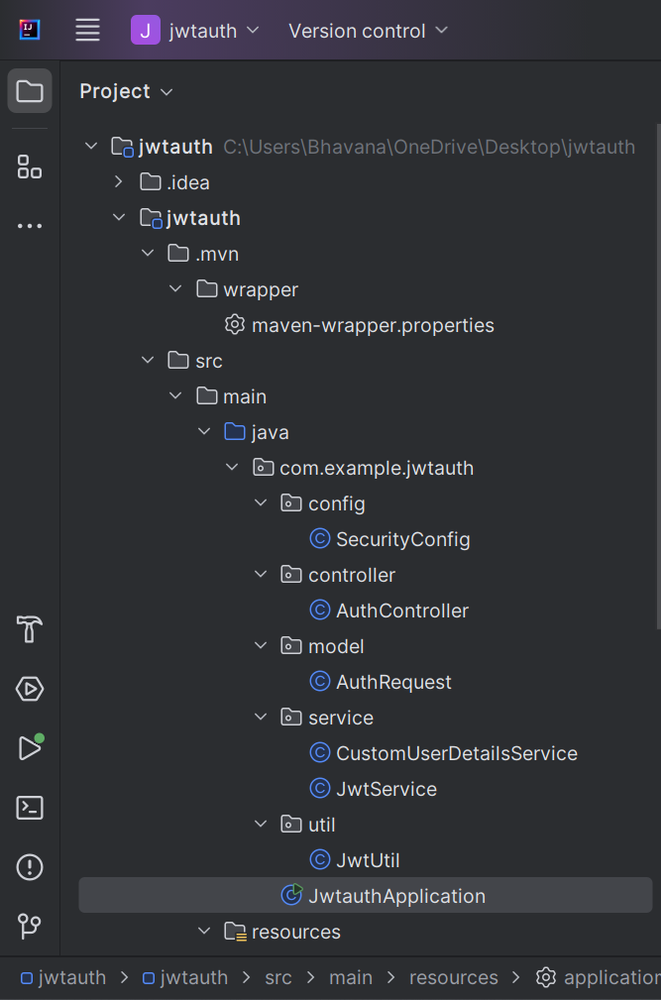 J jwtauth Version control
Project
jwtauth C:\Users\Bhavana\OneDrive\Desktop\jwtauth
.idea
jwtauth
.mvn
wrapper
maven-wrapper.properties
src
main
java
com.example.jwtauth
config
C SecurityConfig
controller
C AuthController
model
C AuthRequest
service
C CustomUserDetailsService
C JwtService
util
C JwtUtil
C JwtauthApplication
resources
jwtauth > jwtauth > src > main > resources > application